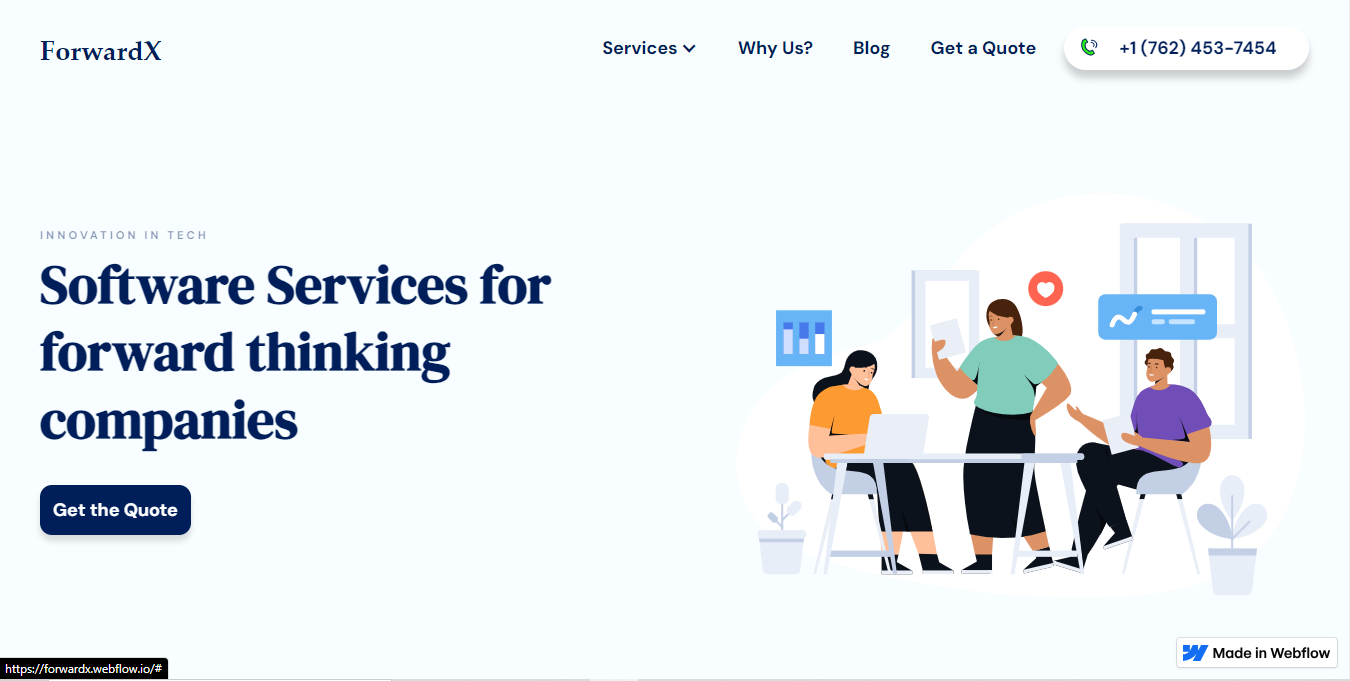 ForwardX
Services
Why Us?
Blog
Get a Quote
+1 (762) 453-7454
INNOVATION IN TECH
Software Services for
forward thinking
companies
Get the Quote
Made in Webflow
https://forwardx.webflow.io/#